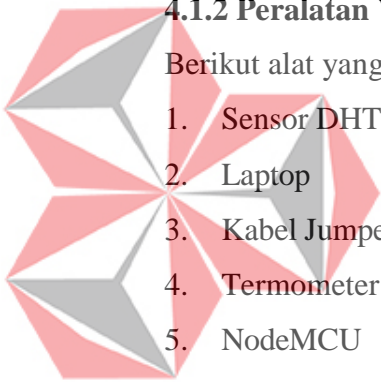 4.1.2 Peralatan
Berikut alat yang
1. Sensor DHT
2. Laptop
3. Kabel Jumpe
4. Termometer
5. NodeMCU